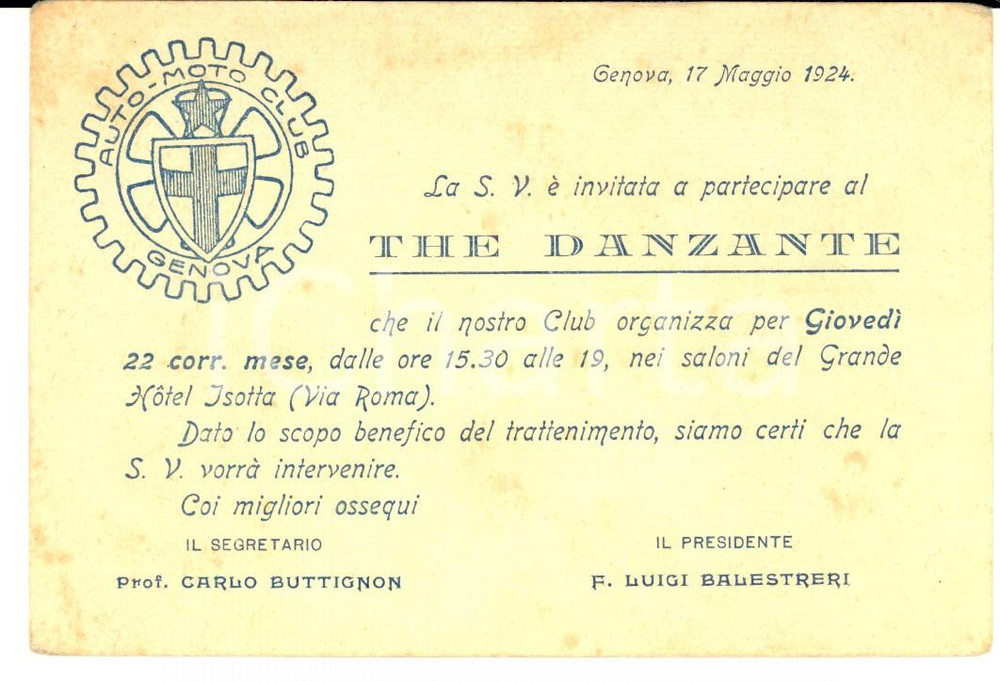 AUTO-MOTO CLUB
GENOVA
Genova, 17 Maggio 1924.
La S. V. è invitata a partecipare al
THE DANZANTE
che il nostro Club organizza per Giovedì
22 corr. mese, dalle ore 15.30 alle 19, nei saloni del Grande
Hôtel Isotta (Via Roma).
Dato lo scopo benefico del trattenimento, siamo certi che la
S. V. vorrà intervenire.
Coi migliori ossequi
IL SEGRETARIO
Prof. CARLO BUTTIGNON
IL PRESIDENTE
F. LUIGI BALESTRERI
iCharta